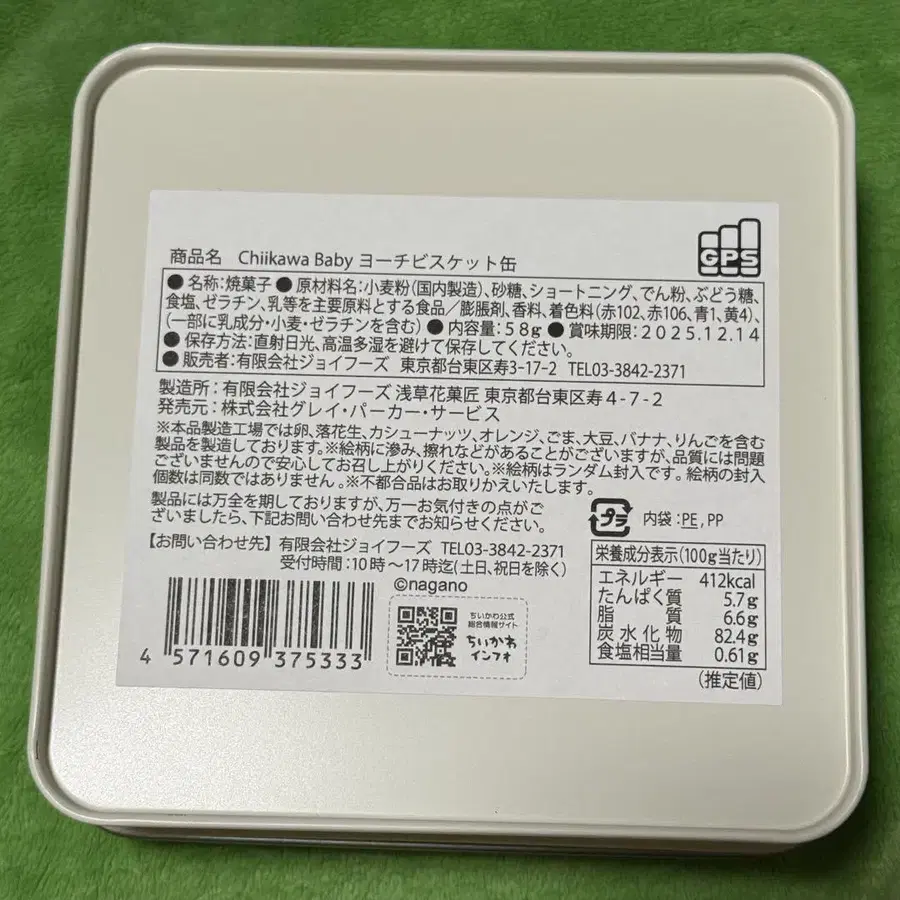 GPS
商品名 Chiikawa Baby ヨーチビスケット缶
●名称:焼菓子●原材料名:小麦粉(国内製造)、砂糖、ショートニング、でん粉、ぶどう糖、
食塩、ゼラチン、乳等を主要原料とする食品/膨脹剤、香料、着色料(赤102、赤106、青1、黄4)、
(一部に乳成分・小麦・ゼラチンを含む)●内容量:58g●賞味期限:2025.12.14
●保存方法:直射日光、高温多湿を避けて保存してください。
●販売者:有限会社ジョイフーズ 東京都台東区寿3-17-2 TEL03-3842-2371
製造所:有限会社ジョイフーズ 浅草花菓匠 東京都台東区寿4-7-2
発売元:株式会社グレイ・パーカー・サービス
※本品製造工場では卵、落花生、カシューナッツ、オレンジ、ごま、大豆、バナナ、りんごを含む
製品を製造しております。※絵柄に滲み、擦れなどがあることがございますが、品質には問題
ございませんので安心してお召し上がりください。※絵柄はランダム封入です。絵柄の封入
個数は同数ではありません。※不都合品はお取りかえいたします。
製品には万全を期しておりますが、万一お気付きの点がご
ざいましたら、下記お問い合わせ先までお知らせください。
【お問い合わせ先】有限会社ジョイフーズ TEL03-3842-2371
受付時間:10時~17時迄(土日、祝日を除く)
©nagano
プラ 内袋:PE,PP
栄養成分表示(100g当たり)
エネルギー 412kcal
たんぱく質 5.7g
脂質 6.6g
炭水化物 82.4g
食塩相当量 0.61g
(推定値)
ちいかわ公式
総合情報サイト
ちいかわ
インフォ
4 571609 375333